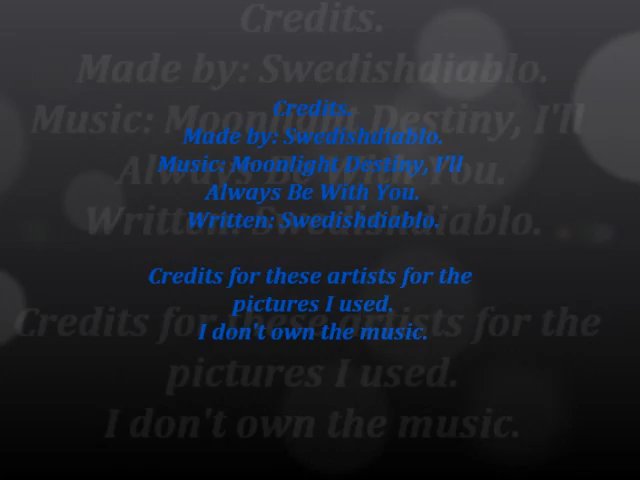 Credits.
Made by: Swedishdiablo.
Music: Moonlight Destiny, I'll
Always Be With You.
Written: Swedishdiablo.
Credits for these artists for the
pictures I used.
I don't own the music.